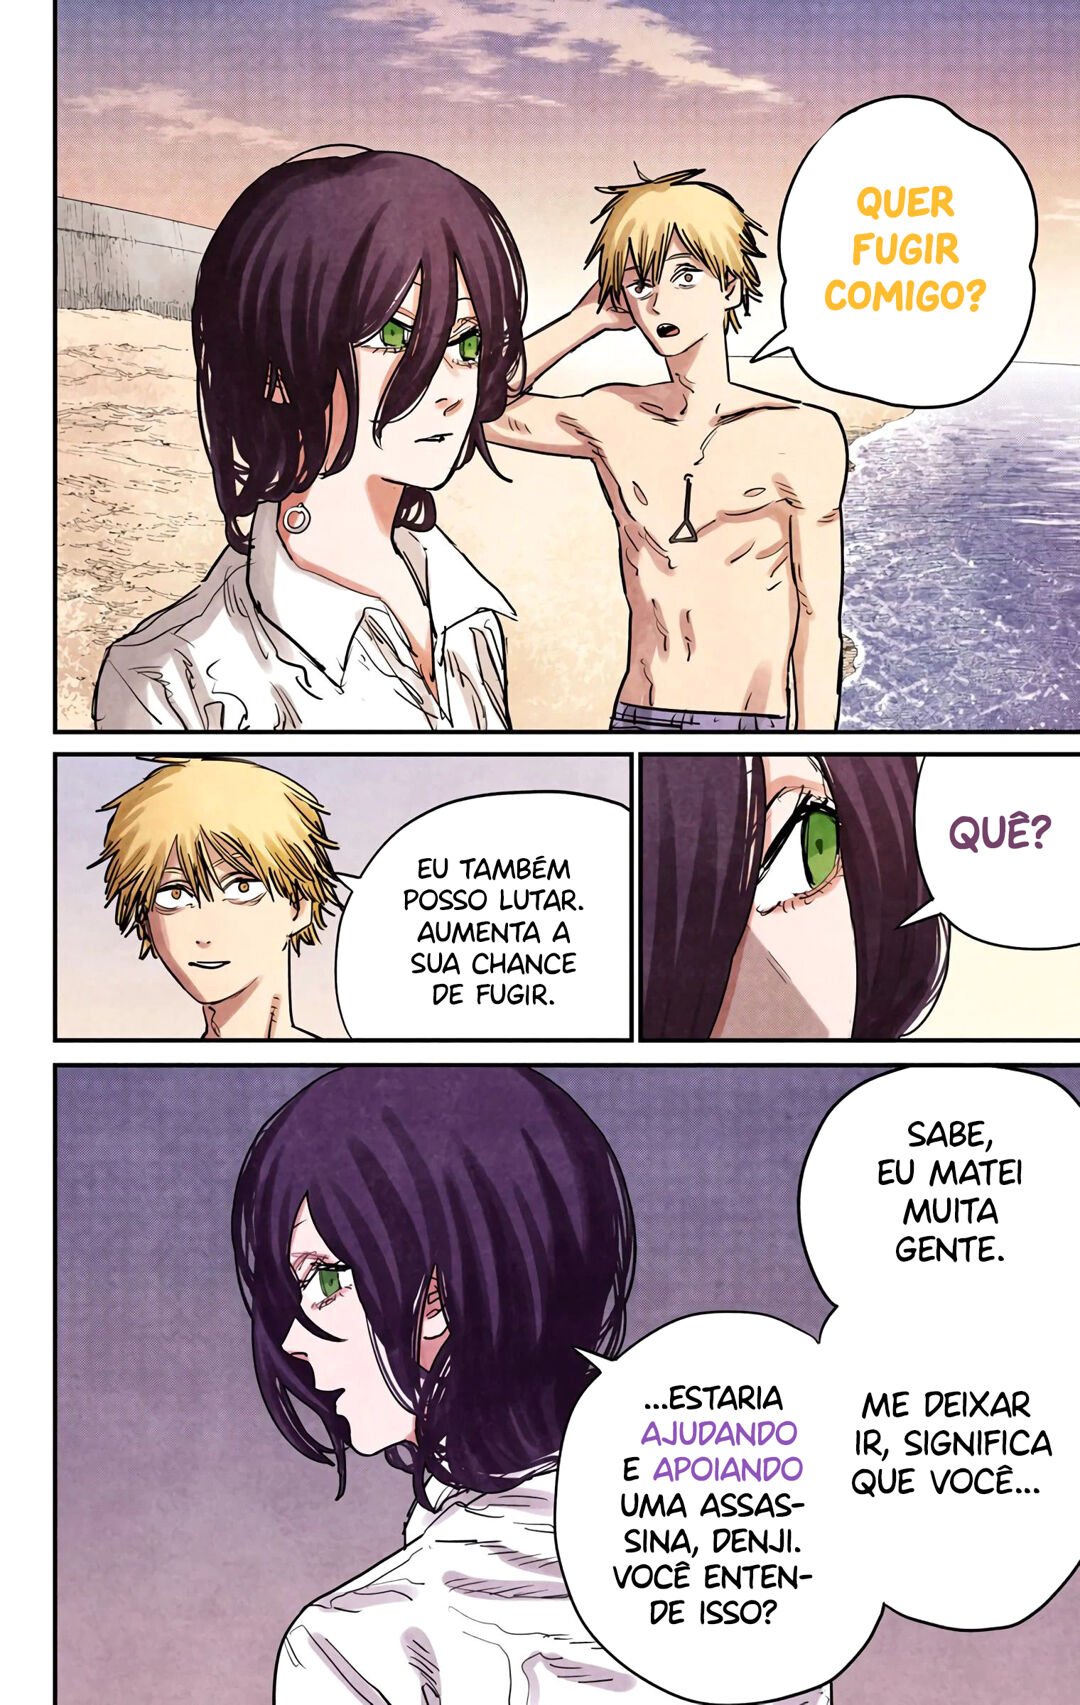 QUER
FUGIR
COMIGO?
QUÊ?
EU TAMBÉM
POSSO LUTAR.
AUMENTA A
SUA CHANCE
DE FUGIR.
SABE,
EU MATEI
MUITA
GENTE.
ME DEIXAR
IR, SIGNIFICA
QUE VOCÊ...
...ESTARIA
AJUDANDO
E APOIANDO
UMA ASSAS-
SINA, DENJI.
VOCÊ ENTEN-
DE ISSO?